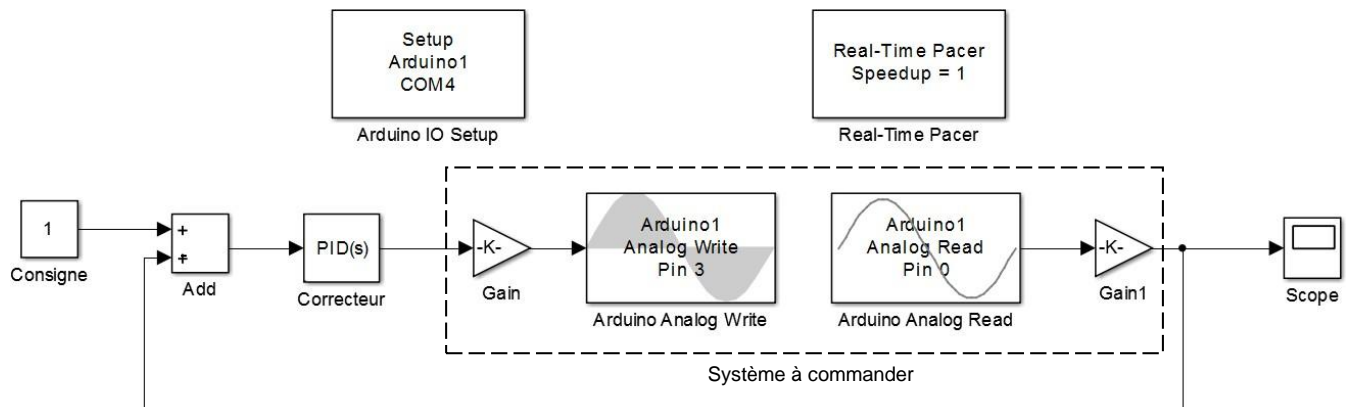 Setup
Arduino1
COM4
Arduino IO Setup
Real-Time Pacer
Speedup = 1
Real-Time Pacer
1
Consigne
+
Add
PID(s)
Correcteur
-K-
Gain
Arduino1
Analog Write
Pin 3
Arduino Analog Write
Arduino1
Analog Read
Pin 0
Arduino Analog Read
-K-
Gain1
Scope
Système à commander